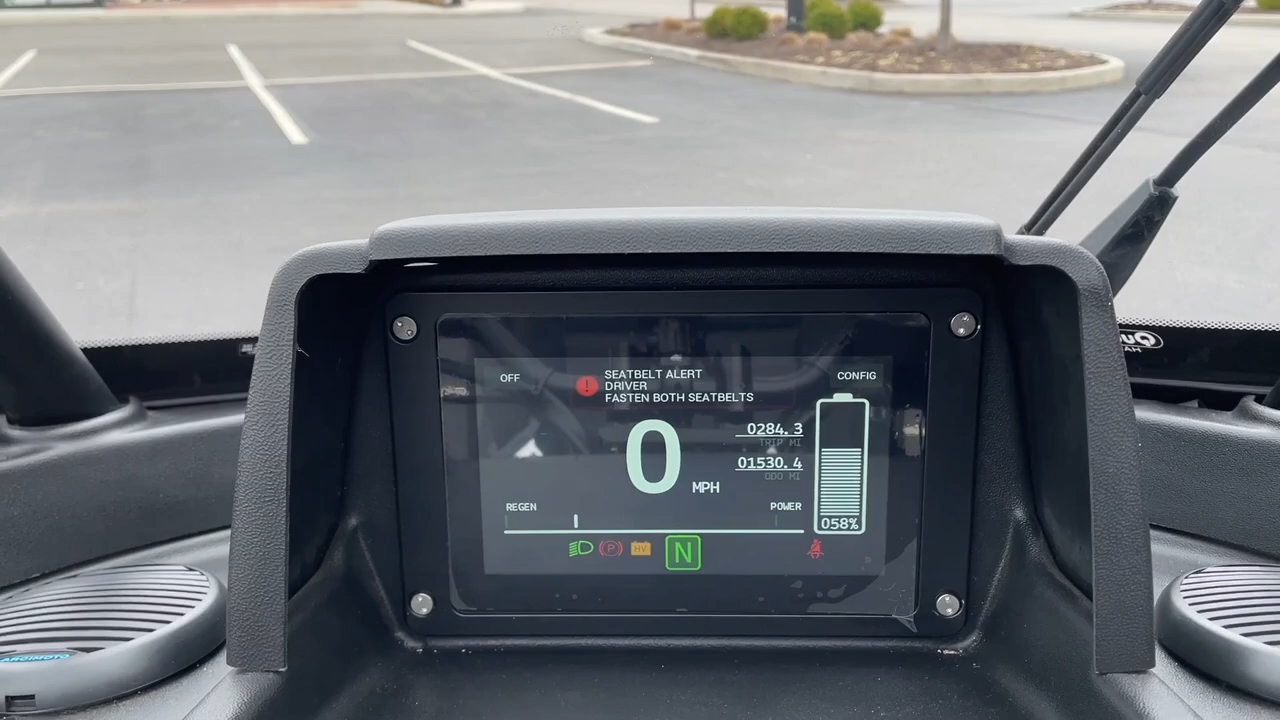 OFF
SEATBELT ALERT
DRIVER
FASTEN BOTH SEATBELTS
CONFIG
0284.3
TRIP MI
0
MPH
01530.4
ODO MI
REGEN
POWER
058%
P
HV
N
ARCIMOTO